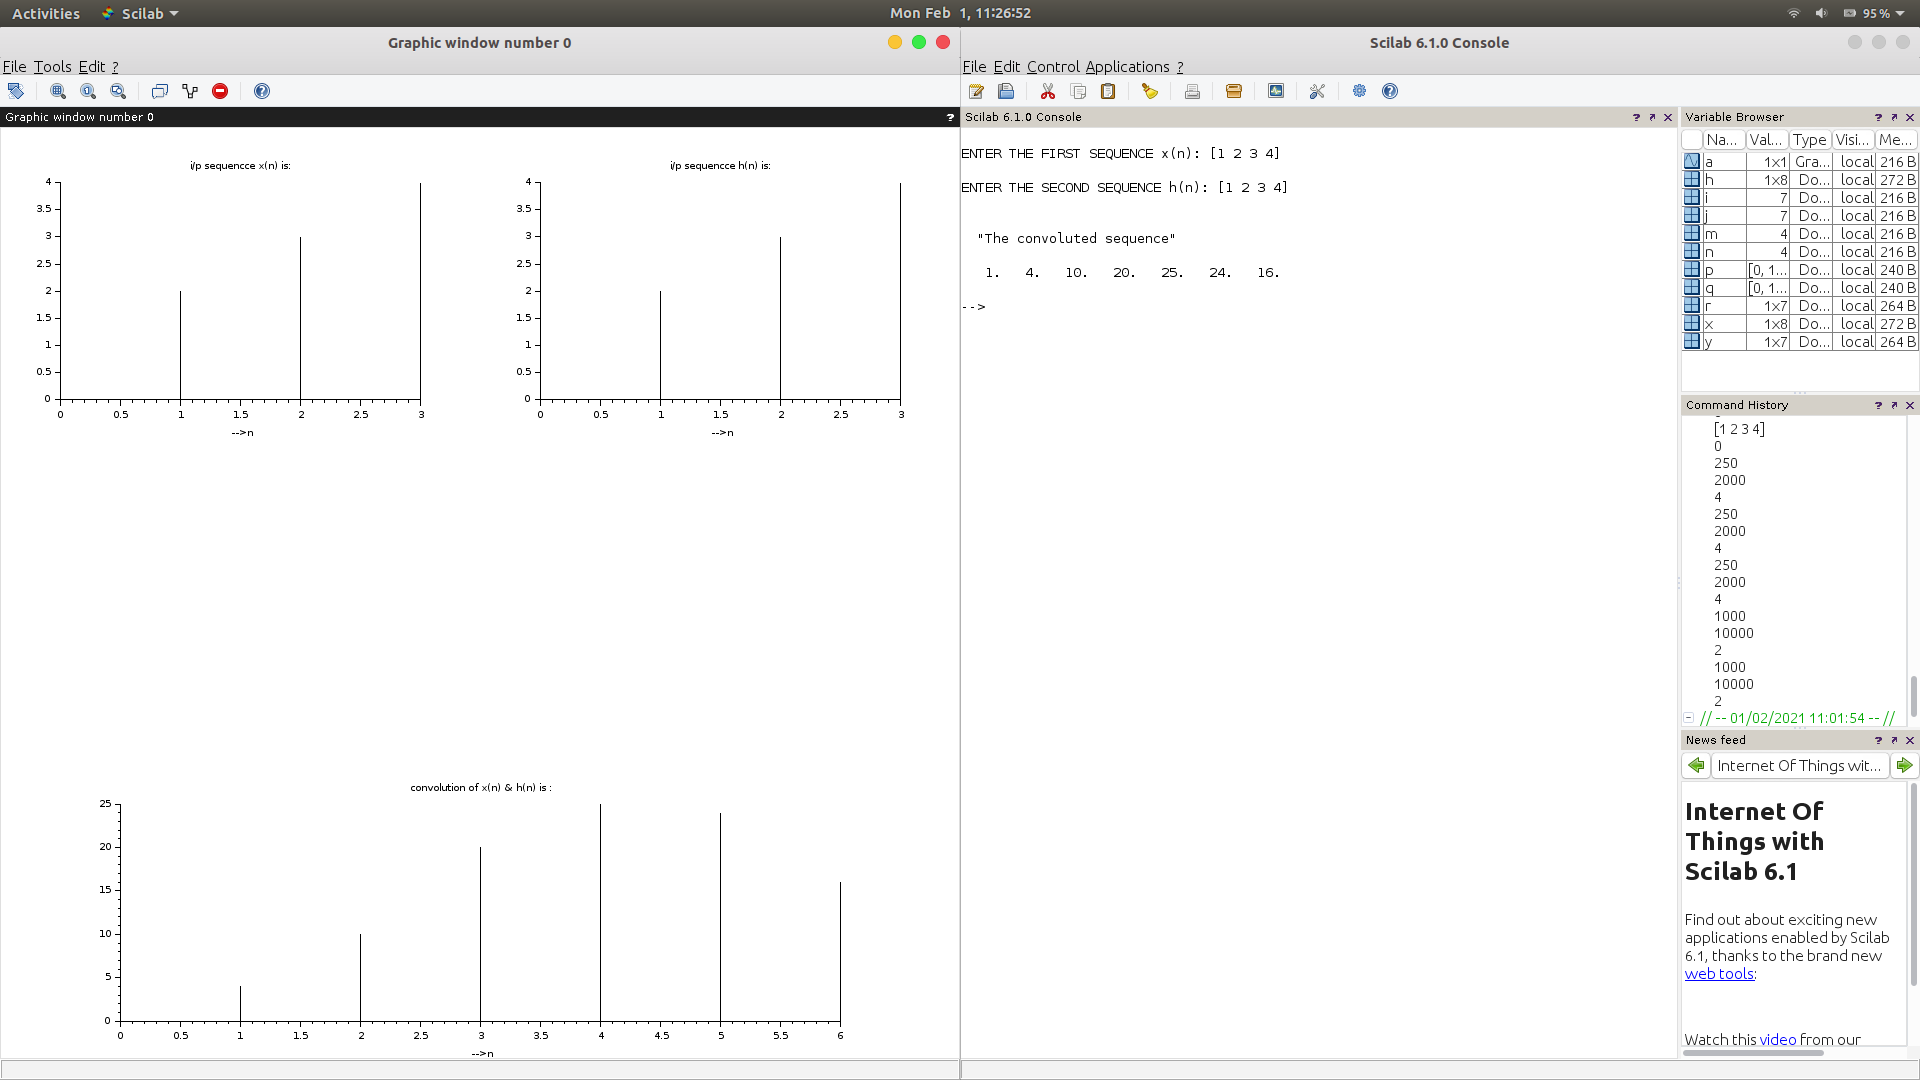 Activities Scilab Mon Feb 1, 11:26:52 95 %
Graphic window number 0
File Tools Edit ?
Graphic window number 0 ?
i/p sequencce x(n) is:
4
3.5
3
2.5
2
1.5
1
0.5
0
0 0.5 1 1.5 2 2.5 3
-->n
i/p sequencce h(n) is:
4
3.5
3
2.5
2
1.5
1
0.5
0
0 0.5 1 1.5 2 2.5 3
-->n
convolution of x(n) & h(n) is :
25
20
15
10
5
0
0 0.5 1 1.5 2 2.5 3 3.5 4 4.5 5 5.5 6
-->n
Scilab 6.1.0 Console
File Edit Control Applications ?
Scilab 6.1.0 Console ?
ENTER THE FIRST SEQUENCE x(n): [1 2 3 4]
ENTER THE SECOND SEQUENCE h(n): [1 2 3 4]
"The convoluted sequence"
1. 4. 10. 20. 25. 24. 16.
-->
Variable Browser ?
Na... Val... Type Visi... Me...
a 1x1 Gra... local 216 B
h 1x8 Do... local 272 B
i 7 Do... local 216 B
j 7 Do... local 216 B
m 4 Do... local 216 B
n 4 Do... local 216 B
p [0, 1... Do... local 240 B
q [0, 1... Do... local 240 B
r 1x7 Do... local 264 B
x 1x8 Do... local 272 B
y 1x7 Do... local 264 B
Command History ?
[1 2 3 4]
0
250
2000
4
250
2000
4
250
2000
4
1000
10000
2
1000
10000
2
// -- 01/02/2021 11:01:54 -- //
News feed ?
Internet Of Things wit...
Internet Of
Things with
Scilab 6.1
Find out about exciting new
applications enabled by Scilab
6.1, thanks to the brand new
web tools:
Watch this video from our